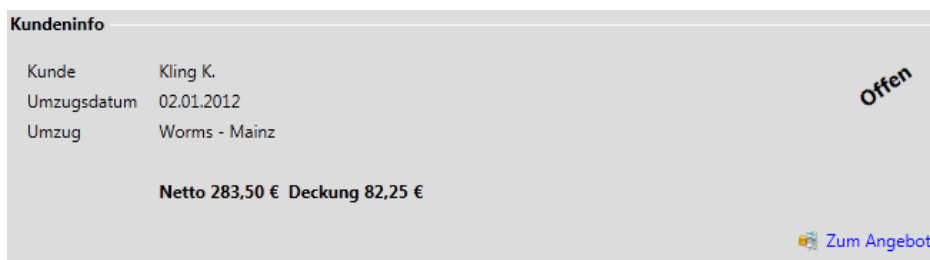 Kundeninfo
Kunde Kling K.
Offen
Umzugsdatum 02.01.2012
Umzug Worms - Mainz
Netto 283,50 € Deckung 82,25 €
Zum Angebot